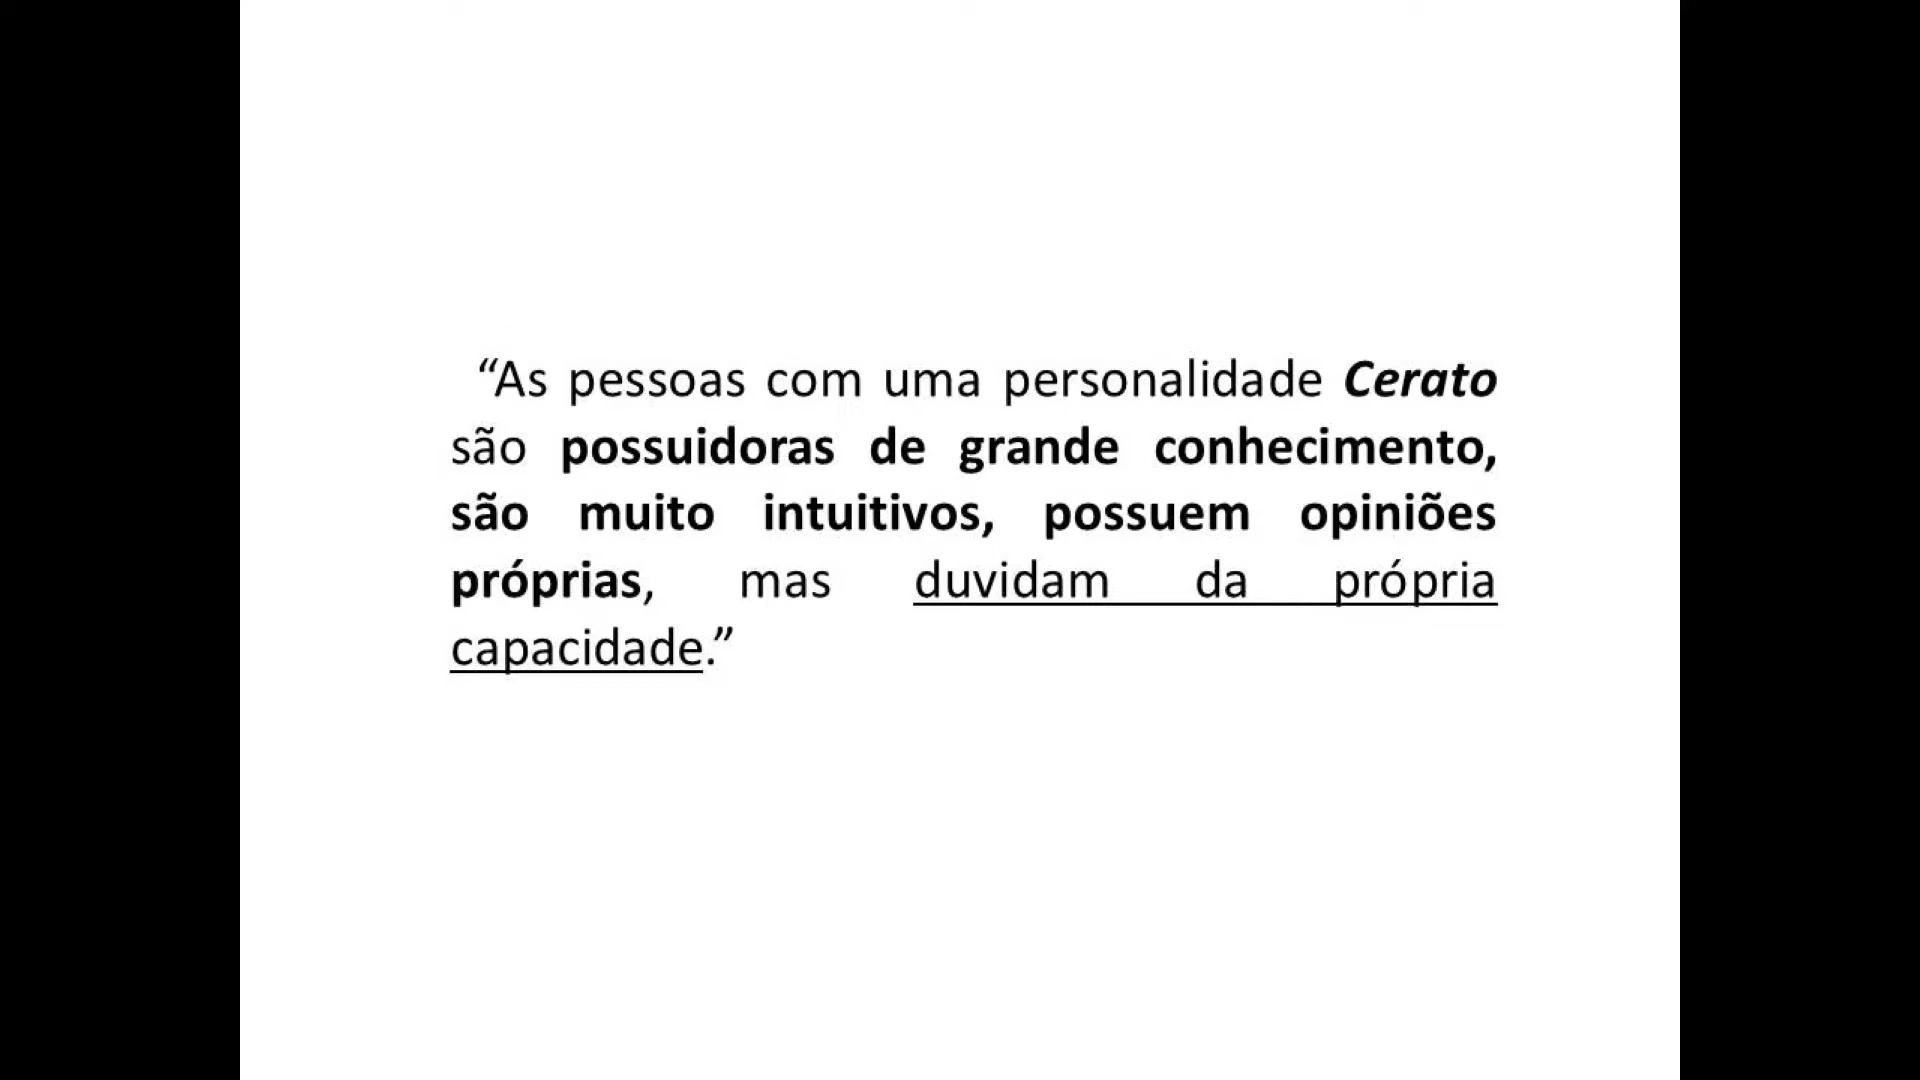 “As pessoas com uma personalidade Cerato
são possuidoras de grande conhecimento,
são muito intuitivos, possuem opiniões
próprias, mas duvidam da própria
capacidade.”